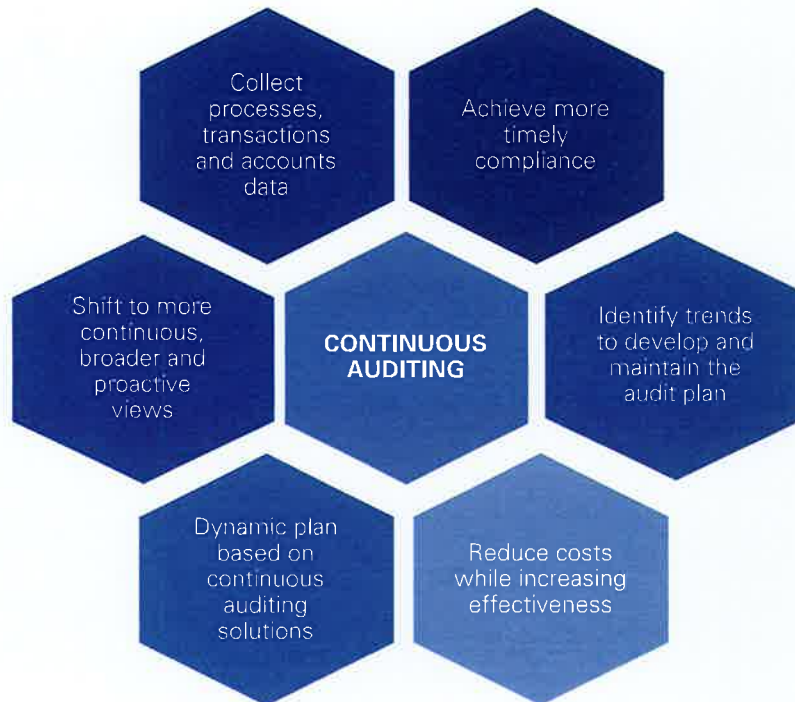 Collect
processes,
transactions
and accounts
data
Achieve more
timely
compliance
Shift to more
continuous,
broader and
proactive
views
CONTINUOUS
AUDITING
Identify trends
to develop and
maintain the
audit plan
Dynamic plan
based on
continuous
auditing
solutions
Reduce costs
while increasing
effectiveness